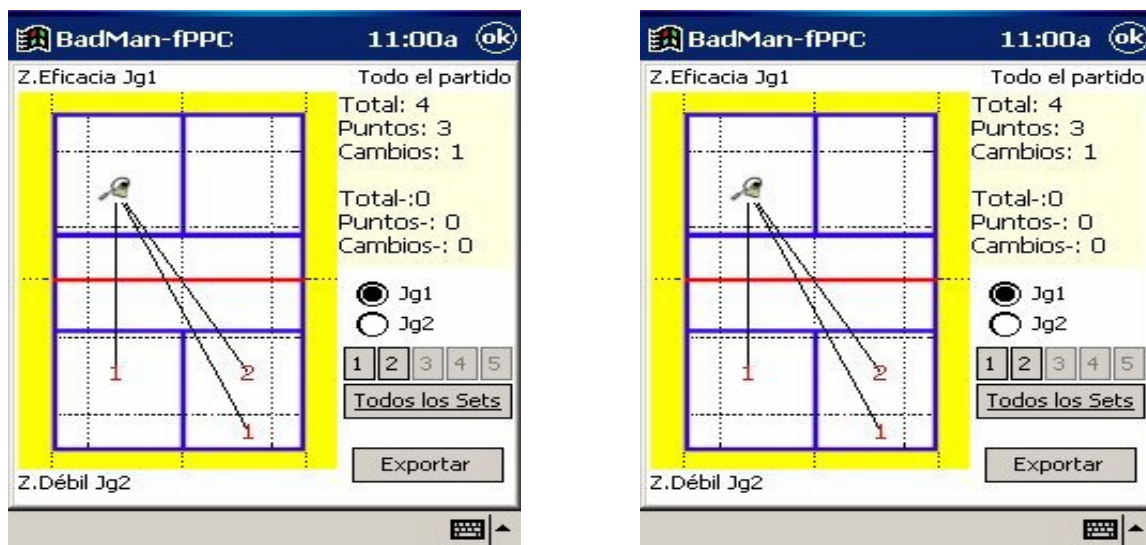 BadMan-fPPC 11:00a ok
Z.Eficacia Jg1 Todo el partido
Total: 4
Puntos: 3
Cambios: 1
Total-:0
Puntos-: 0
Cambios-: 0
Jg1
Jg2
1 2 3 4 5
1 2
Todos los Sets
1
Exportar
Z.Débil Jg2
BadMan-fPPC 11:00a ok
Z.Eficacia Jg1 Todo el partido
Total: 4
Puntos: 3
Cambios: 1
Total-:0
Puntos-: 0
Cambios-: 0
Jg1
Jg2
1 2 3 4 5
1 2
Todos los Sets
1
Exportar
Z.Débil Jg2